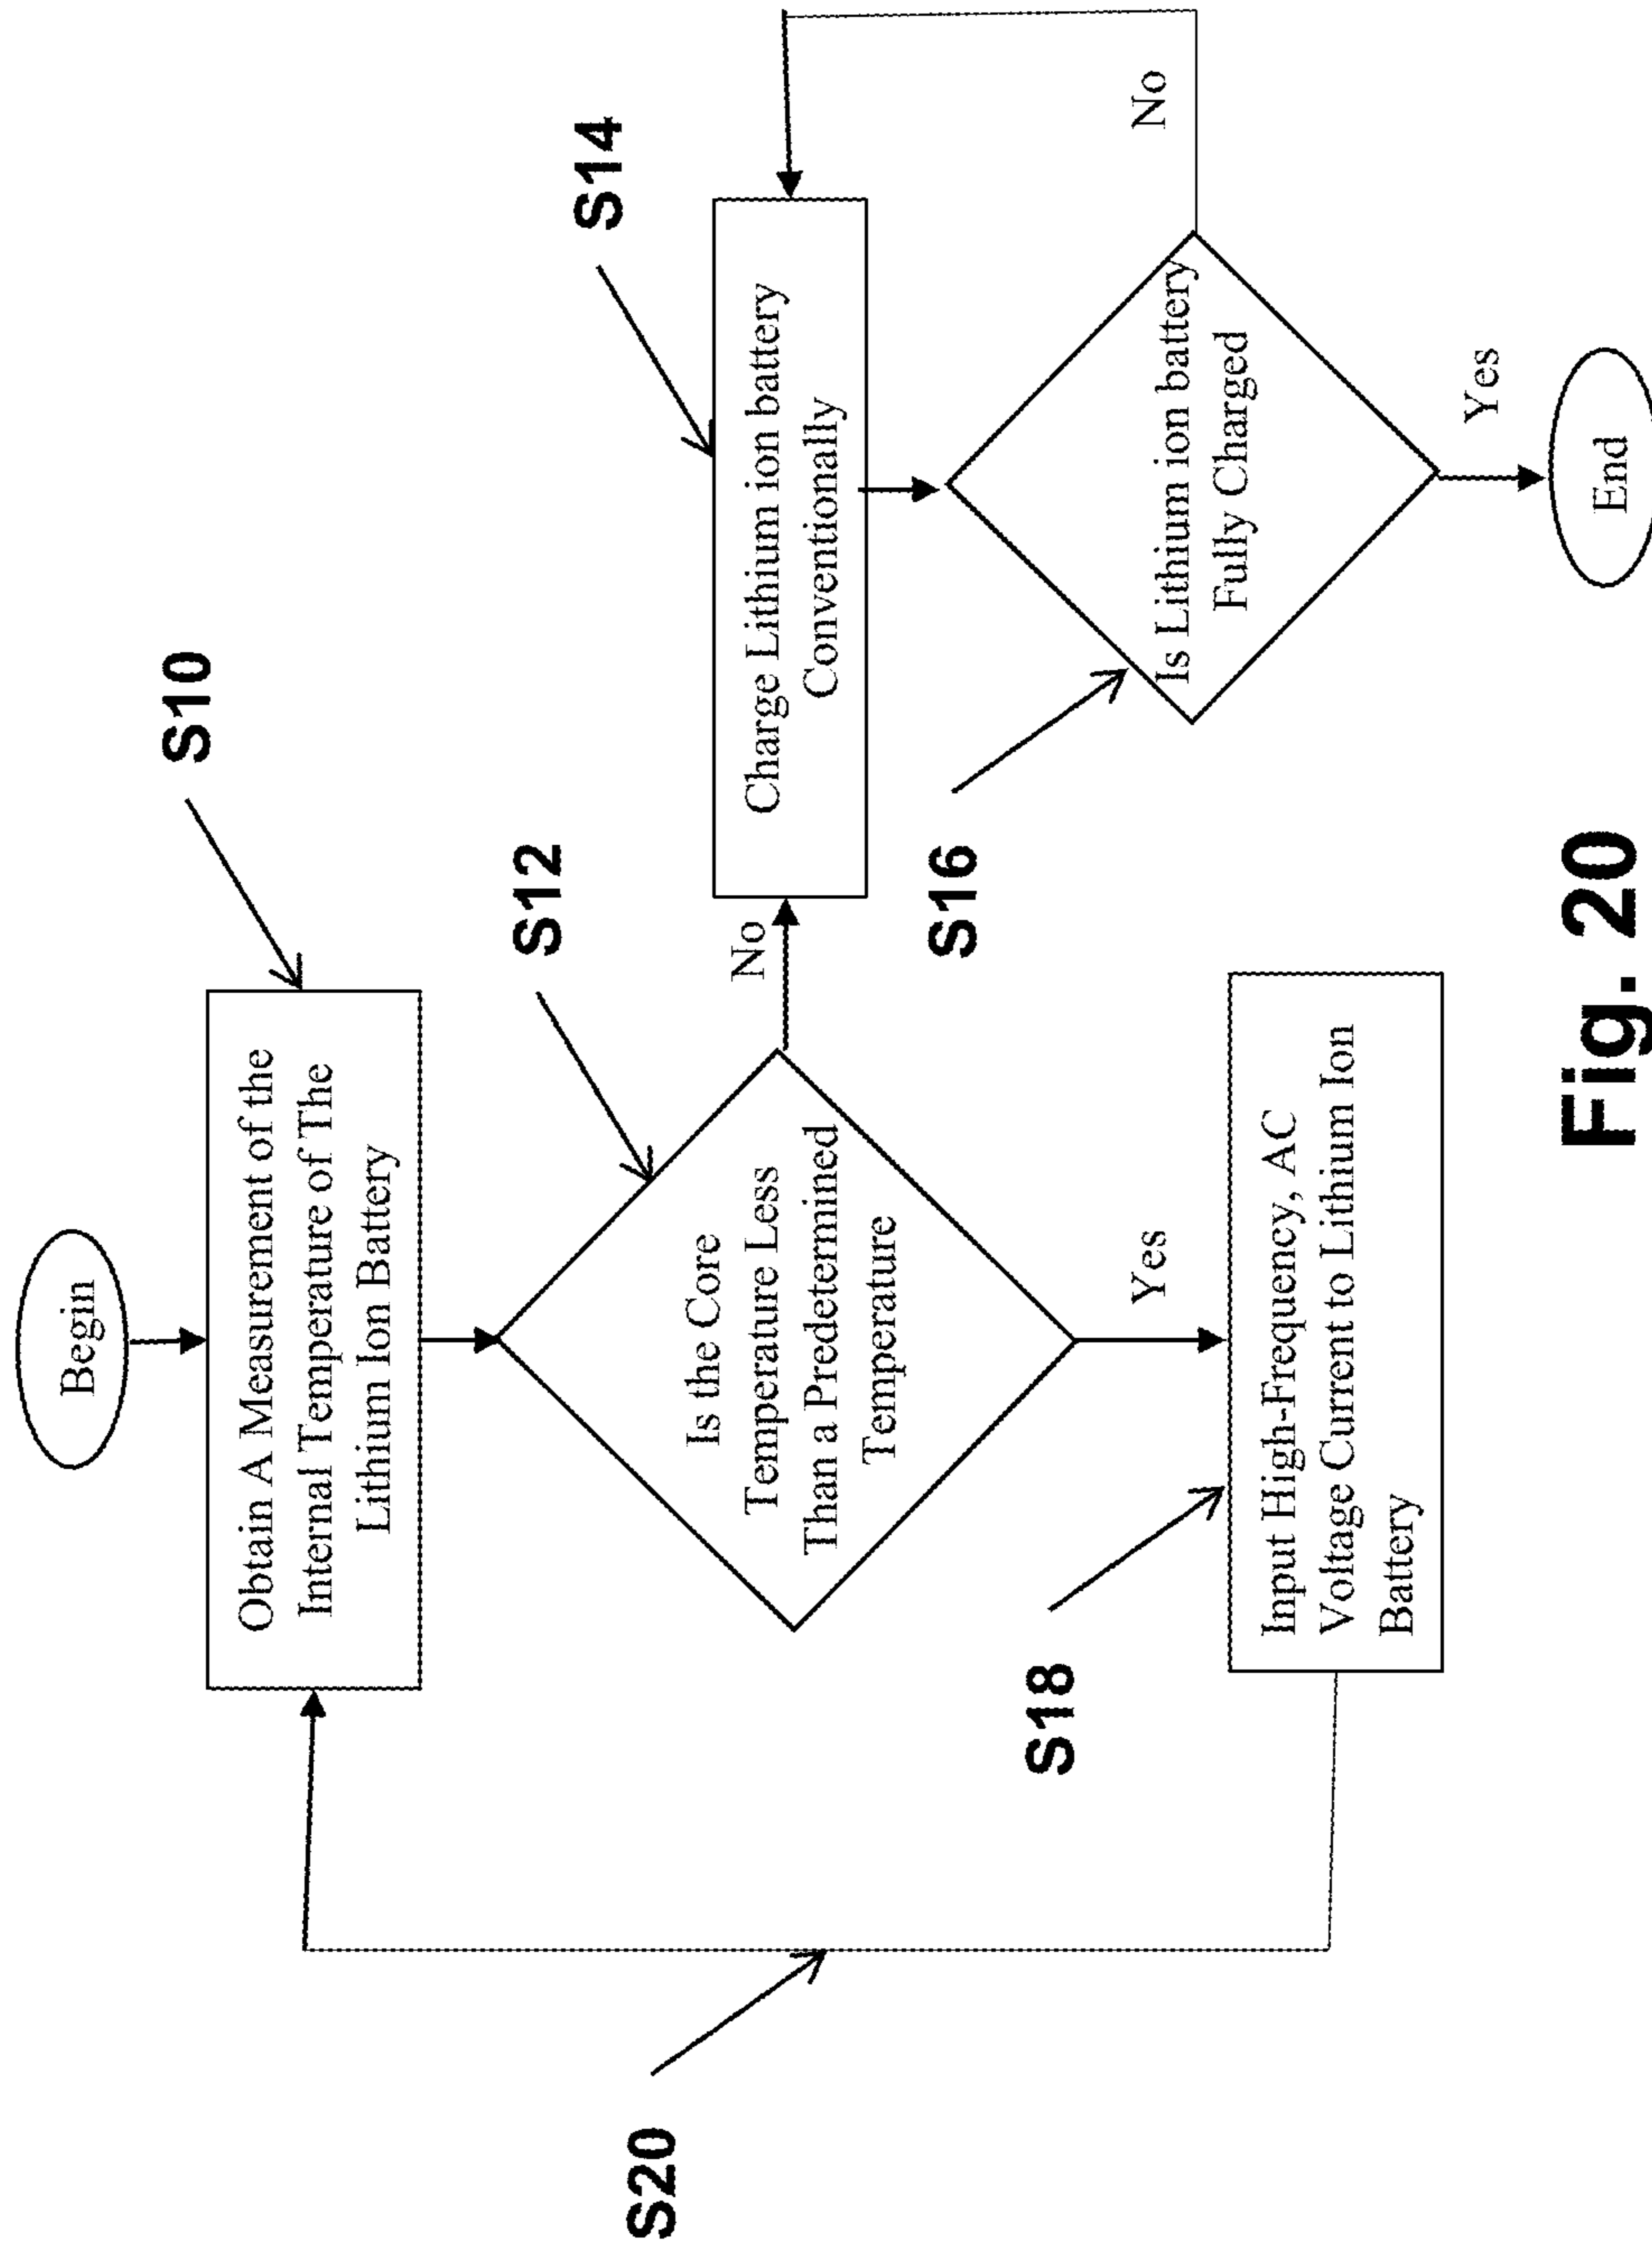 Begin
S10
Obtain A Measurement of the
Internal Temperature of The
Lithium Ion Battery
S12
Is the Core
Temperature Less
Than a Predetermined
Temperature
No
S14
Charge Lithium ion battery
Conventionally
S16
Is Lithium ion battery
Fully Charged
No
Yes
End
Yes
S18
Input High-Frequency, AC
Voltage Current to Lithium Ion
Battery
S20
Fig. 20